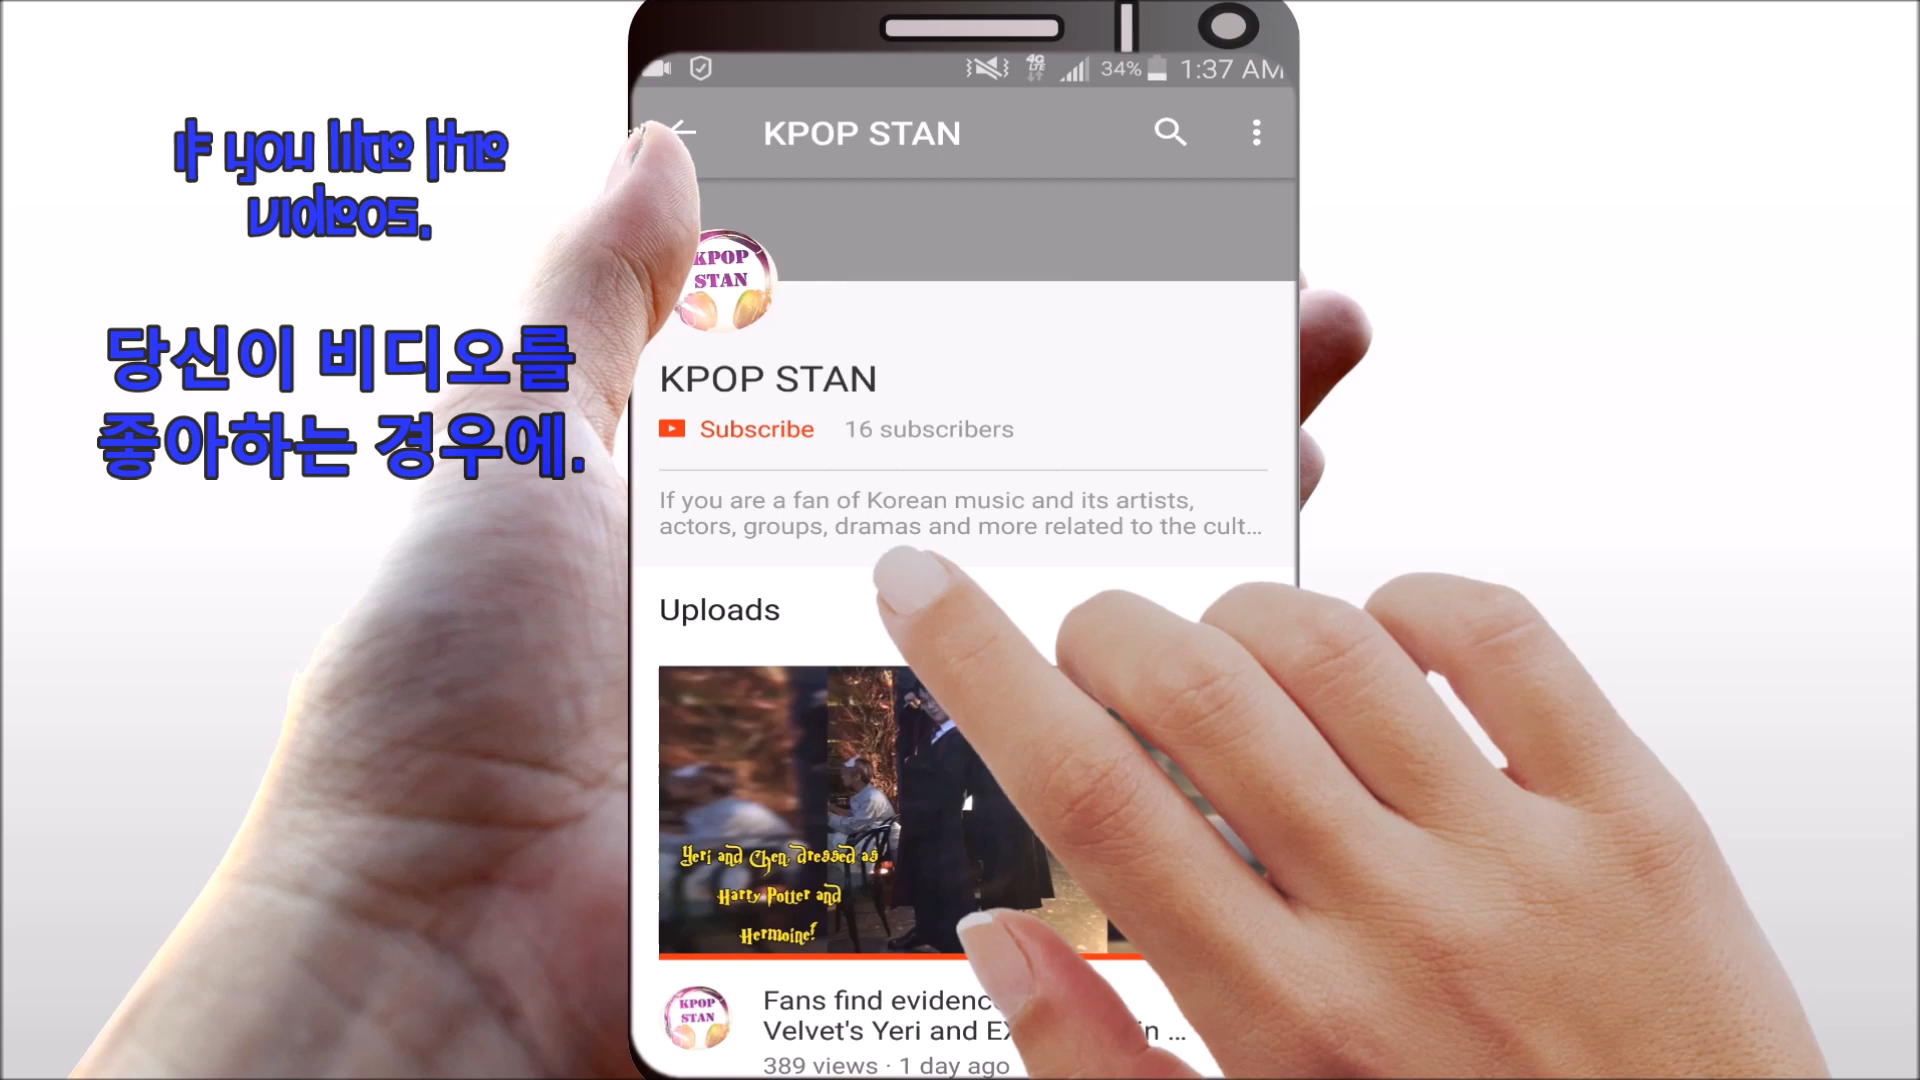 If you like the
videos.
당신이 비디오를
좋아하는 경우에.
4G
LTE
34%
1:37 AM
KPOP STAN
KPOP
STAN
KPOP STAN
Subscribe
16 subscribers
If you are a fan of Korean music and its artists,
actors, groups, dramas and more related to the cult...
Uploads
Yeri and Chen, dressed as
Harry Potter and
Hermoine!
KPOP
STAN
Fans find
Velvet's Yeri and
in ...
389 views · 1 day ago